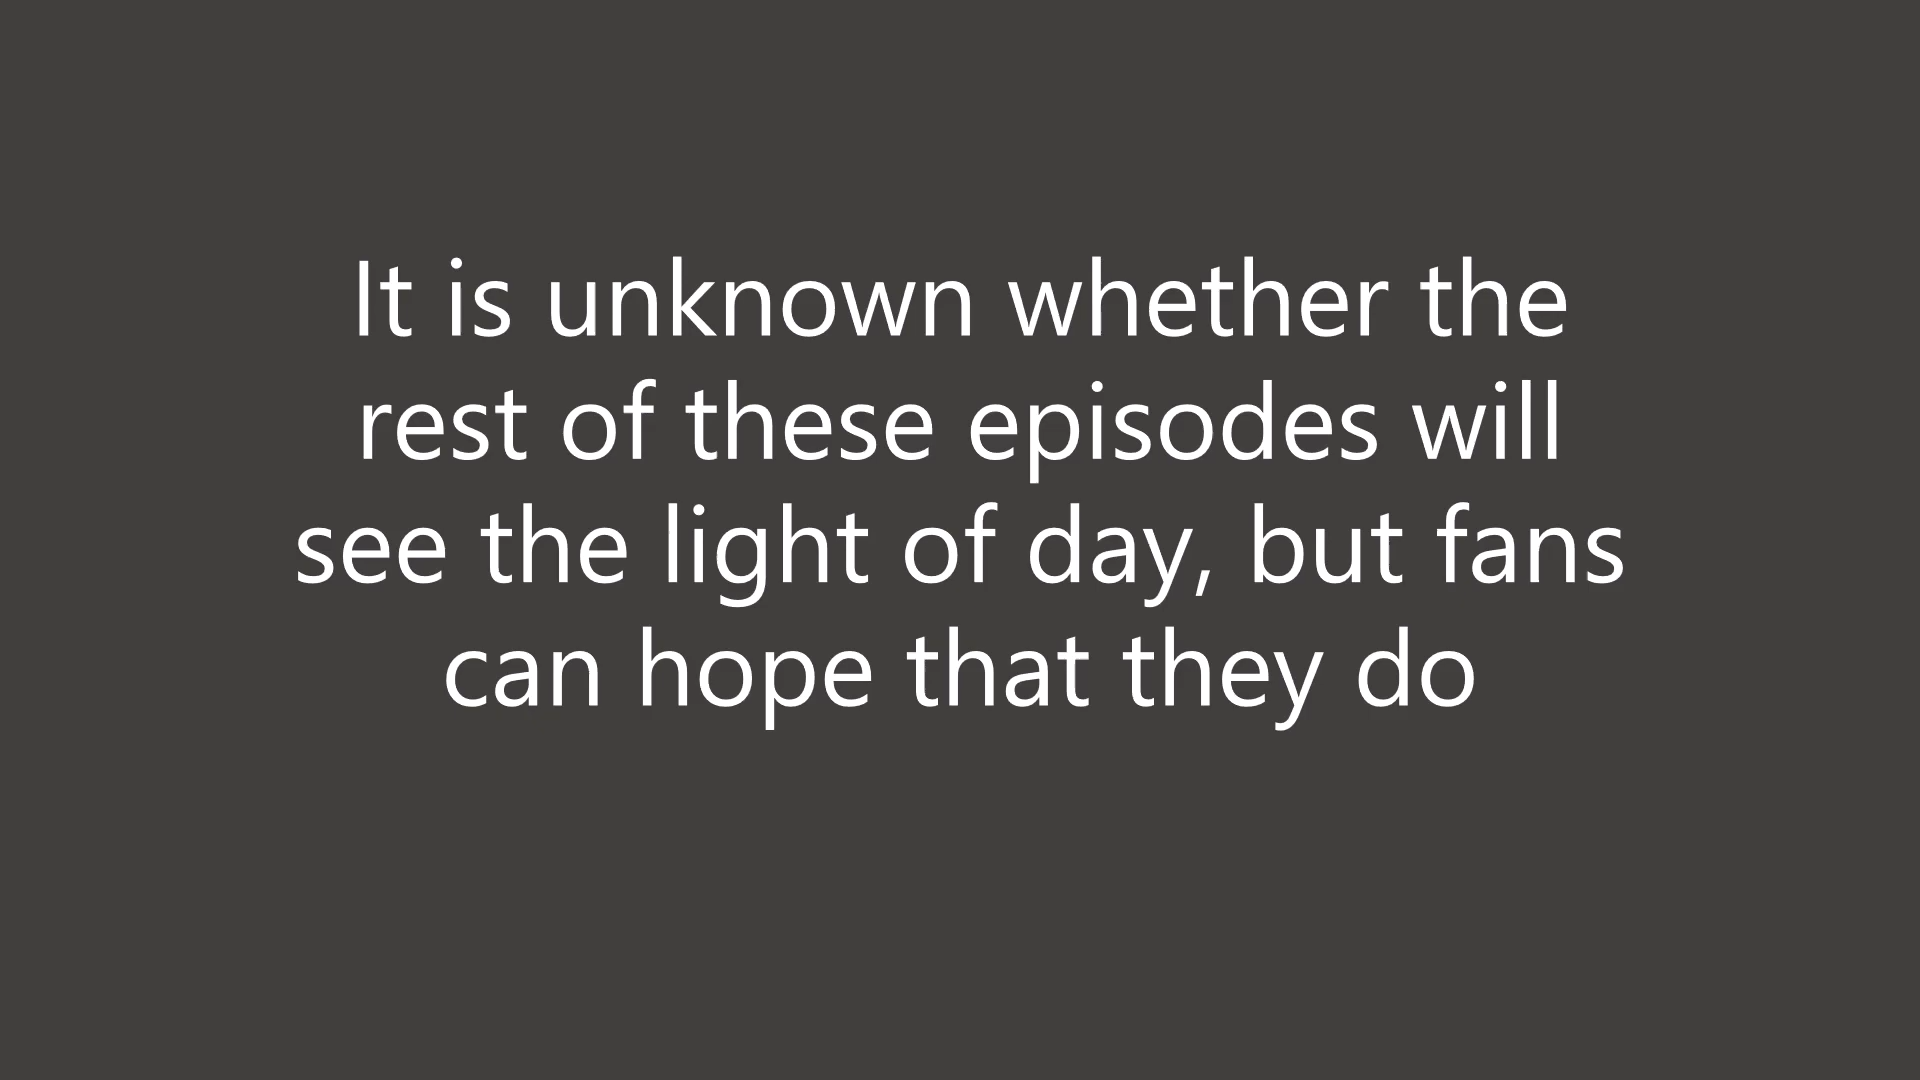 It is unknown whether the
rest of these episodes will
see the light of day, but fans
can hope that they do